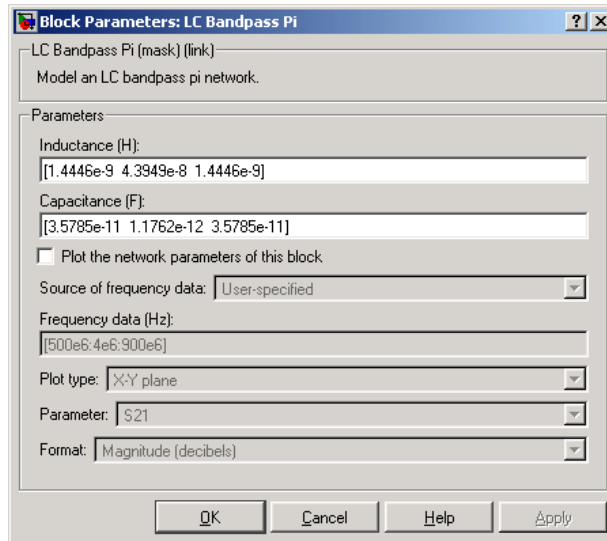 Block Parameters: LC Bandpass Pi
LC Bandpass Pi (mask) (link)
Model an LC bandpass pi network.
Parameters
Inductance (H):
[1.4446e-9 4.3949e-8 1.4446e-9]
Capacitance (F):
[3.5785e-11 1.1762e-12 3.5785e-11]
Plot the network parameters of this block
Source of frequency data: User-specified
Frequency data (Hz):
[500e6:4e6:900e6]
Plot type: X-Y plane
Parameter: S21
Format: Magnitude (decibels)
OK Cancel Help Apply